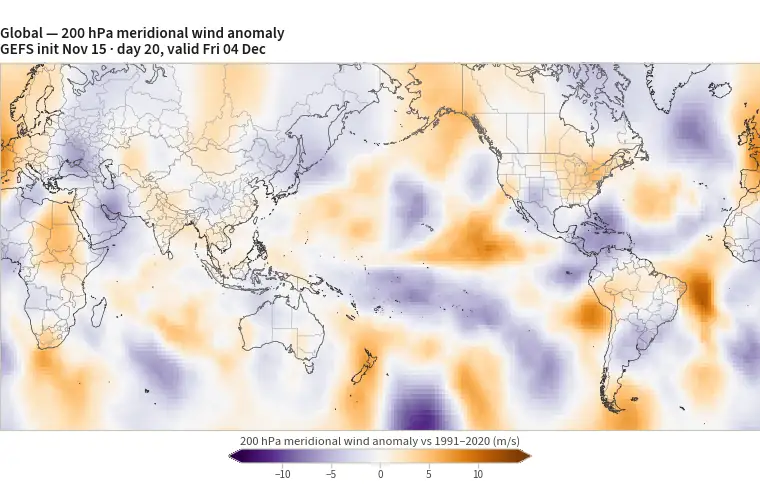 Global — 200 hPa meridional wind anomaly
GEFS init Nov 15 · day 20, valid Fri 04 Dec
200 hPa meridional wind anomaly vs 1991–2020 (m/s)
−10 −5 0 5 10